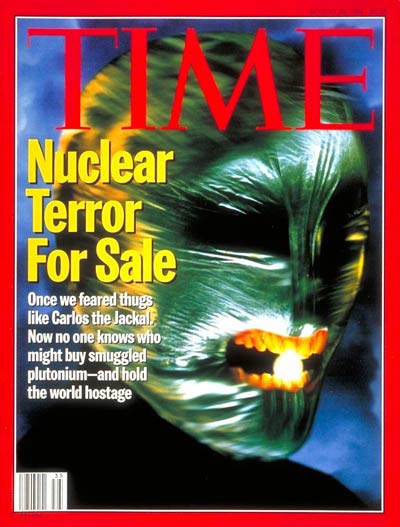 TIME
Nuclear
Terror
For Sale
Once we feared thugs
like Carlos the Jackal.
Now no one knows who
might buy smuggled
plutonium—and hold
the world hostage
35